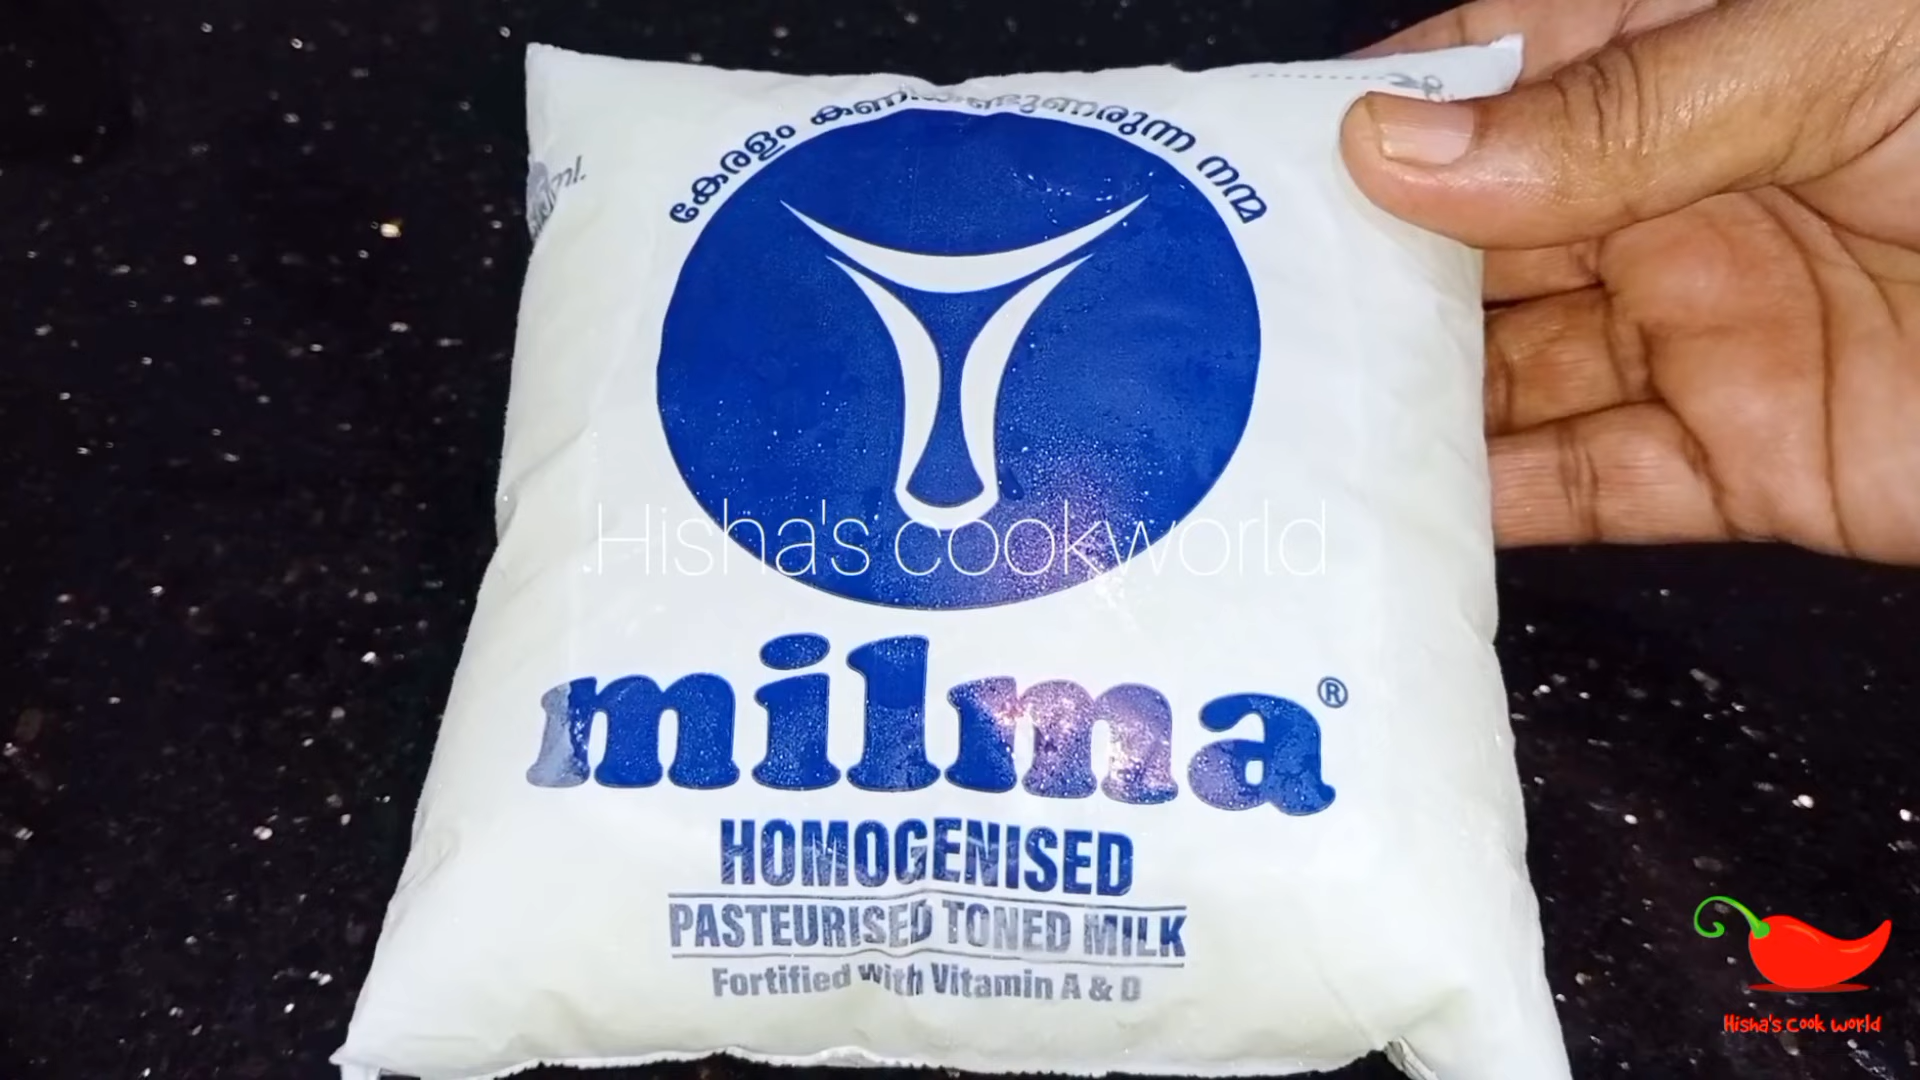 കേരളം കണികണ്ടുണരുന്ന നന്മ
Hisha's cookworld
milma®
HOMOGENISED
PASTEURISED TONED MILK
Fortified with Vitamin A & D
Hisha's Cook world